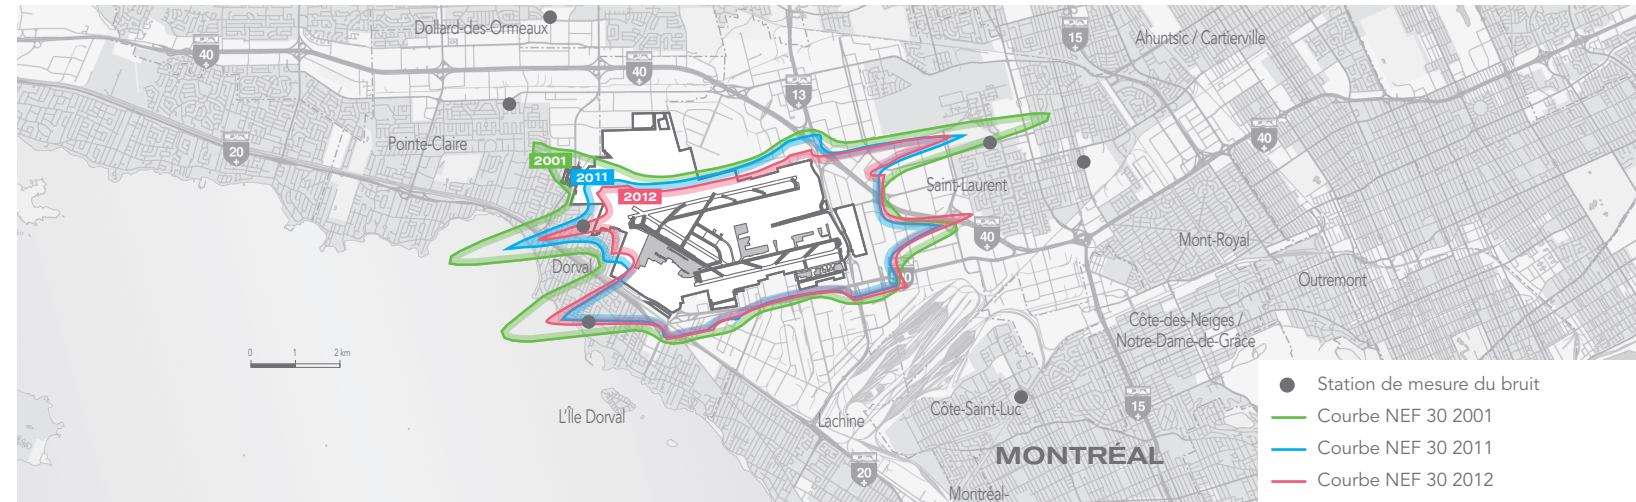 Dollard-des-Ormeaux
15
Ahuntsic / Cartierville
40
40
13
40
20
Pointe-Claire
2001
2011
2012
Saint-Laurent
40
Mont-Royal
Dorval
Outremont
Côte-des-Neiges /
Notre-Dame-de-Grâce
0 1 2 km
L'Île Dorval
Lachine
Côte-Saint-Luc
15
MONTRÉAL
20
Montréal-
Station de mesure du bruit
Courbe NEF 30 2001
Courbe NEF 30 2011
Courbe NEF 30 2012